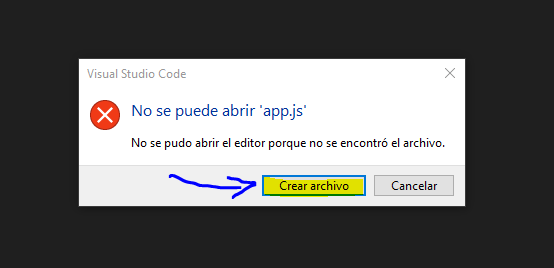 Visual Studio Code
No se puede abrir 'app.js'
No se pudo abrir el editor porque no se encontró el archivo.
Crear archivo
Cancelar